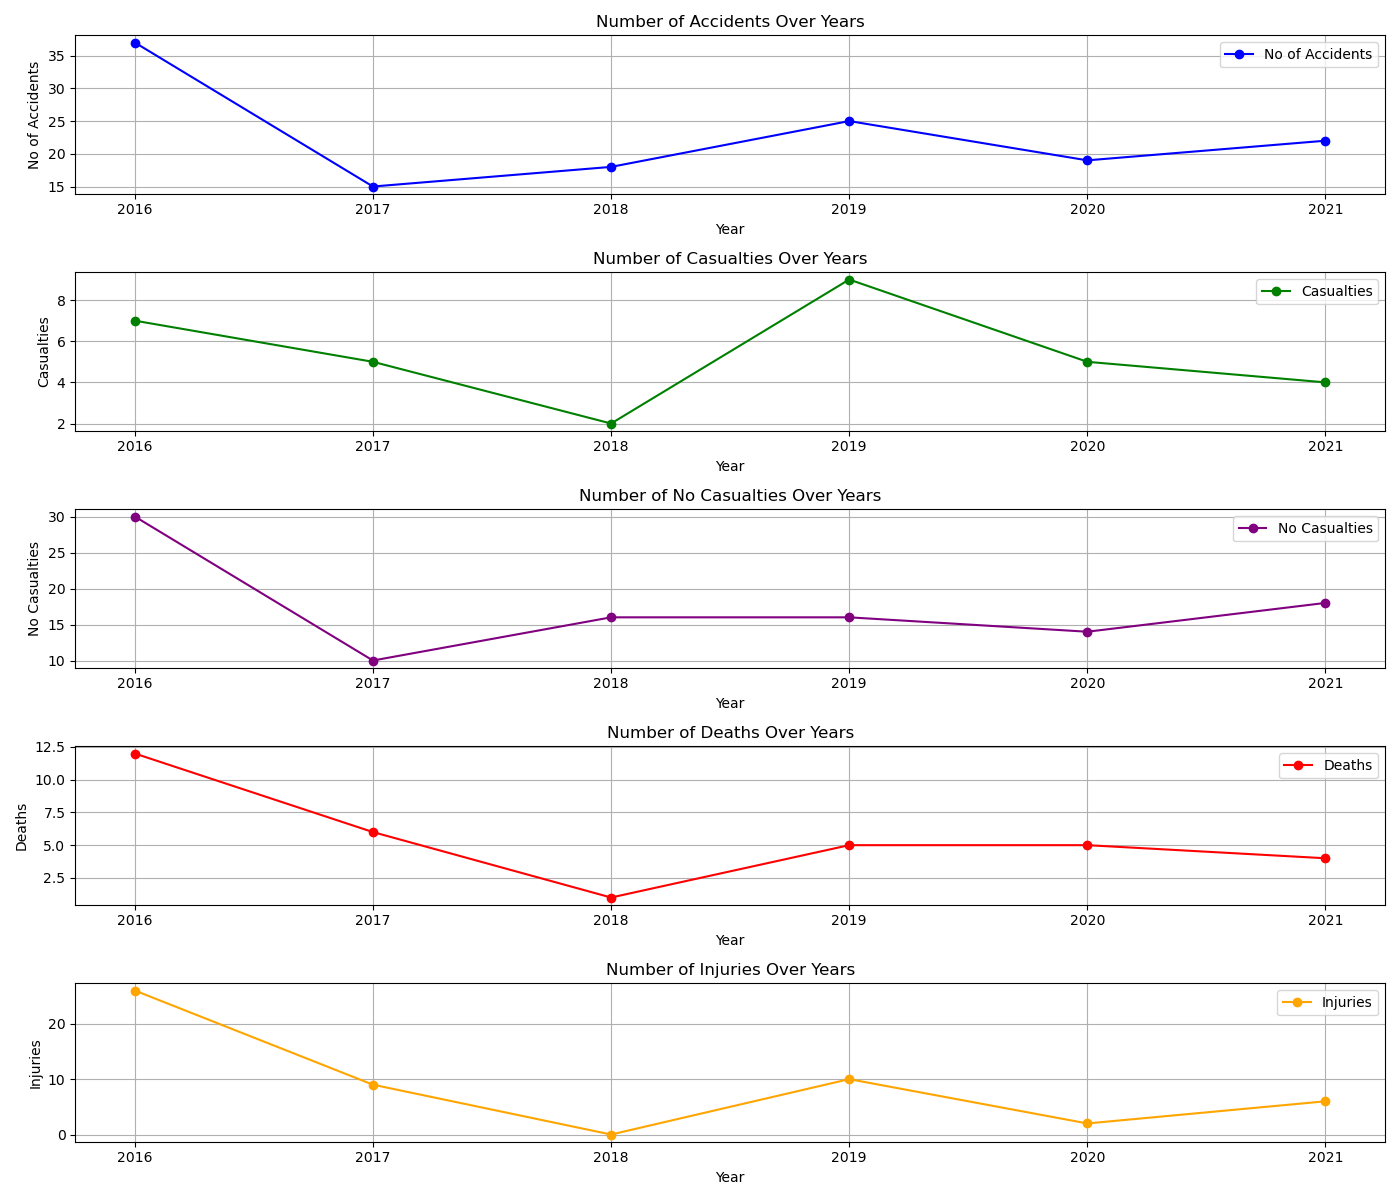 Number of Accidents Over Years
No of Accidents
35
30
25
20
15
No of Accidents
2016 2017 2018 2019 2020 2021
Year
Number of Casualties Over Years
Casualties
8
6
4
2
Casualties
2016 2017 2018 2019 2020 2021
Year
Number of No Casualties Over Years
No Casualties
30
25
20
15
10
No Casualties
2016 2017 2018 2019 2020 2021
Year
Number of Deaths Over Years
Deaths
12.5
10.0
7.5
5.0
2.5
Deaths
2016 2017 2018 2019 2020 2021
Year
Number of Injuries Over Years
Injuries
20
10
0
Injuries
2016 2017 2018 2019 2020 2021
Year